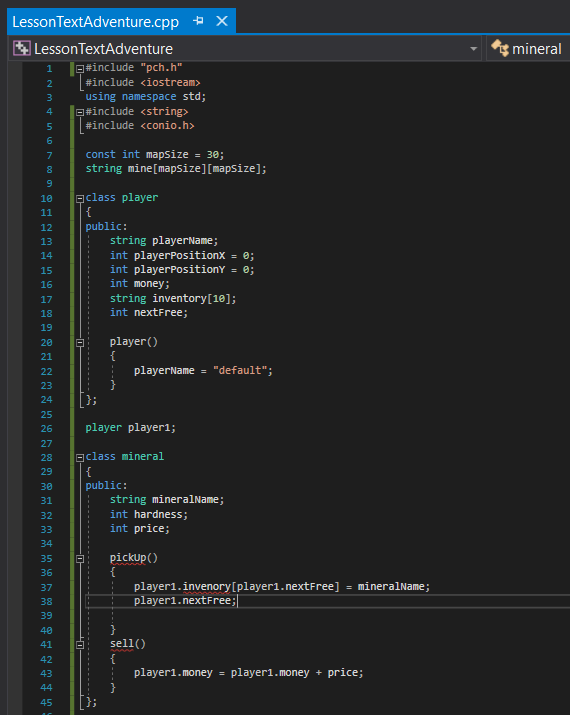 LessonTextAdventure.cpp
LessonTextAdventure mineral
1 #include "pch.h"
2 #include <iostream>
3 using namespace std;
4 #include <string>
5 #include <conio.h>
6
7 const int mapSize = 30;
8 string mine[mapSize][mapSize];
9
10 class player
11 {
12 public:
13 string playerName;
14 int playerPositionX = 0;
15 int playerPositionY = 0;
16 int money;
17 string inventory[10];
18 int nextFree;
19
20 player()
21 {
22 playerName = "default";
23 }
24 };
25
26 player player1;
27
28 class mineral
29 {
30 public:
31 string mineralName;
32 int hardness;
33 int price;
34
35 pickUp()
36 {
37 player1.invenory[player1.nextFree] = mineralName;
38 player1.nextFree;
39
40 }
41 sell()
42 {
43 player1.money = player1.money + price;
44 }
45 };
46